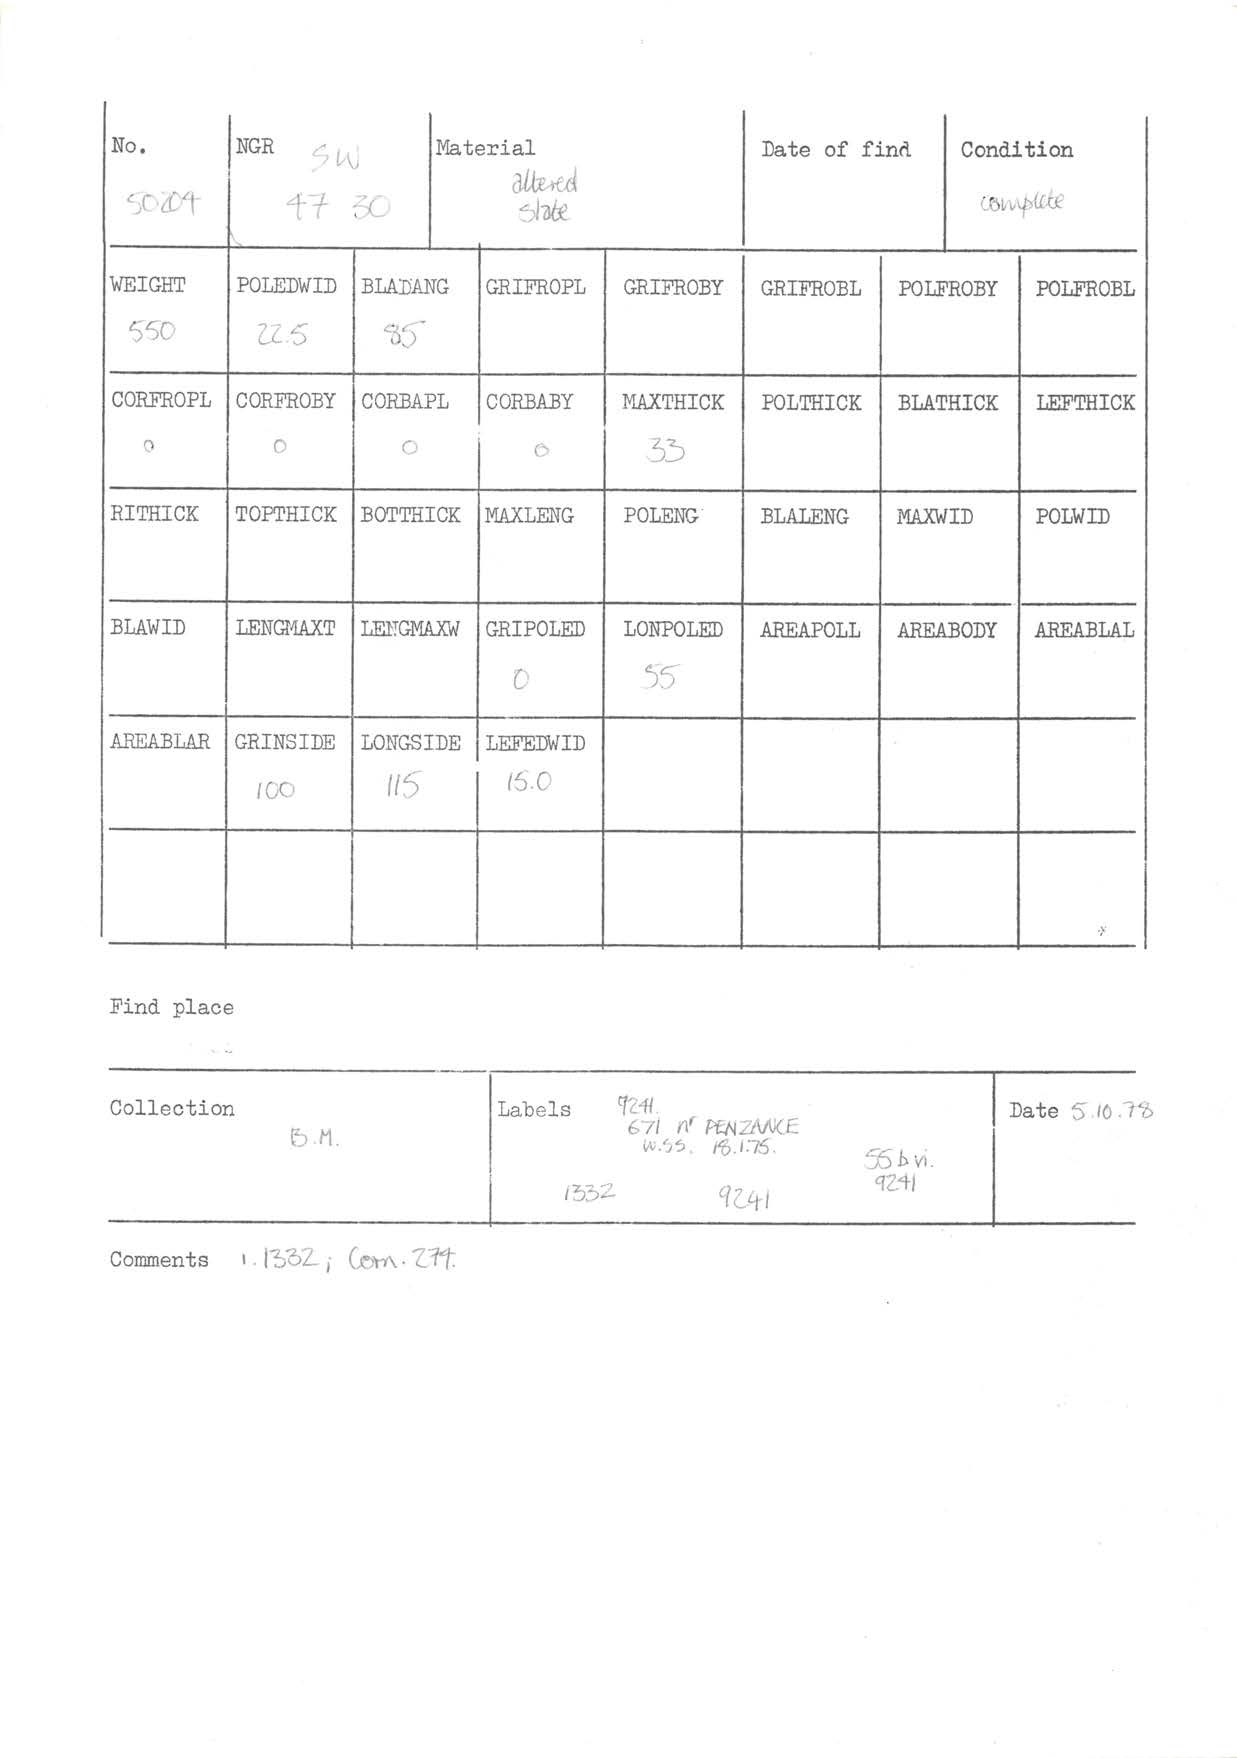 No. NGR SW Material Date of find Condition
50204 47 30 altered slate complete
WEIGHT POLEDWID BLADANG GRIFROPL GRIFROBY GRIFROBL POLFROBY POLFROBL
550 22.5 85
CORFROPL CORFROBY CORBAPL CORBABY MAXTHICK POLTHICK BLATHICK LEFTHICK
0 0 0 0 33
RITHICK TOPTHICK BOTTHICK MAXLENG POLENG BLALENG MAXWID POLWID
BLAWID LENGMAXT LENGMAXW GRIPOLED LONPOLED AREAPOLL AREABODY AREABLAL
0 55
AREABLAR GRINSIDE LONGSIDE LEFEDWID
100 115 15.0
Find place
Collection B.M.
Labels 9241.
671 nr PENZANCE
W.SS. 18.1.75.
55 b vi.
9241
1332 9241
Date 5.10.78
Comments 1.1332; Corn. 274.